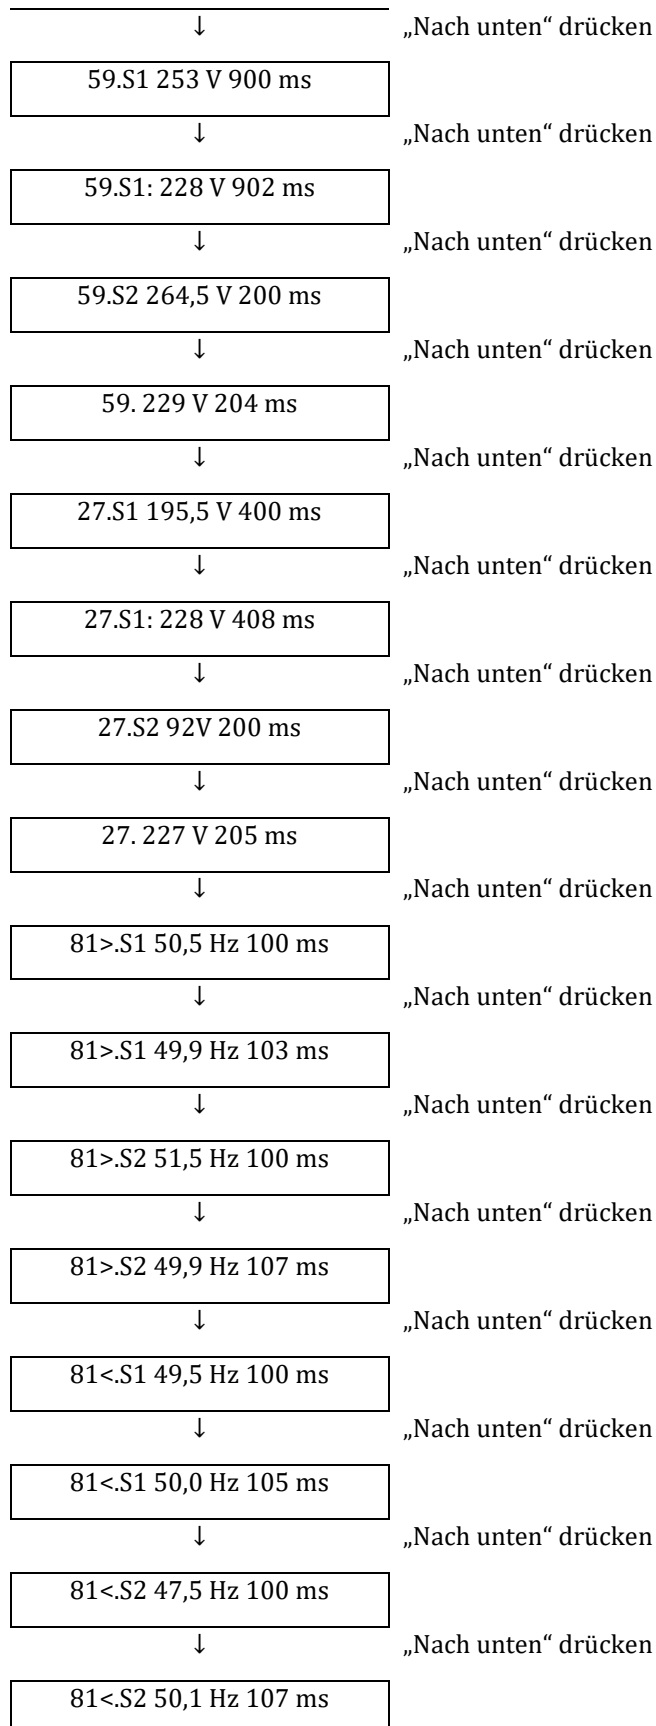 ↓ „Nach unten“ drücken
59.S1 253 V 900 ms
↓ „Nach unten“ drücken
59.S1: 228 V 902 ms
↓ „Nach unten“ drücken
59.S2 264,5 V 200 ms
↓ „Nach unten“ drücken
59. 229 V 204 ms
↓ „Nach unten“ drücken
27.S1 195,5 V 400 ms
↓ „Nach unten“ drücken
27.S1: 228 V 408 ms
↓ „Nach unten“ drücken
27.S2 92V 200 ms
↓ „Nach unten“ drücken
27. 227 V 205 ms
↓ „Nach unten“ drücken
81>.S1 50,5 Hz 100 ms
↓ „Nach unten“ drücken
81>.S1 49,9 Hz 103 ms
↓ „Nach unten“ drücken
81>.S2 51,5 Hz 100 ms
↓ „Nach unten“ drücken
81>.S2 49,9 Hz 107 ms
↓ „Nach unten“ drücken
81<.S1 49,5 Hz 100 ms
↓ „Nach unten“ drücken
81<.S1 50,0 Hz 105 ms
↓ „Nach unten“ drücken
81<.S2 47,5 Hz 100 ms
↓ „Nach unten“ drücken
81<.S2 50,1 Hz 107 ms